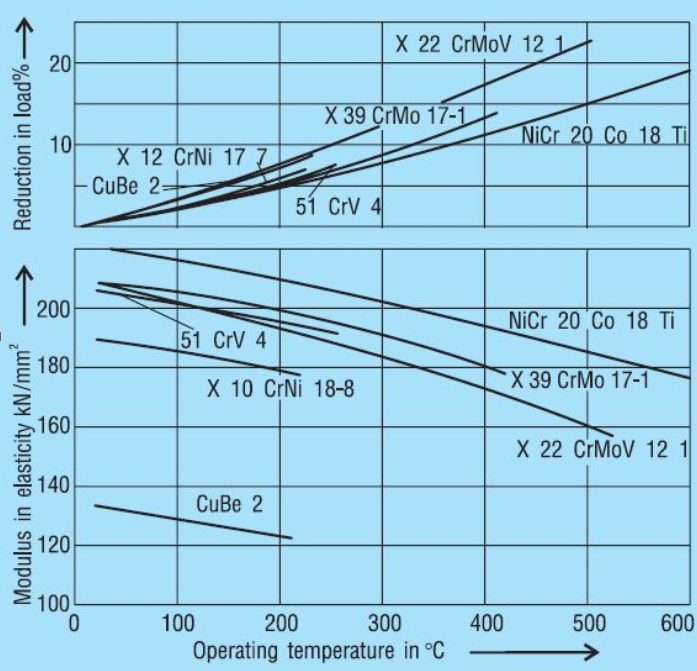 Reduction in load%
20
10
X 22 CrMoV 12 1
X 39 CrMo 17-1
NiCr 20 Co 18 Ti
X 12 CrNi 17 7
CuBe 2
51 CrV 4
Modulus in elasticity kN/mm²
200
180
160
140
120
100
NiCr 20 Co 18 Ti
51 CrV 4
X 39 CrMo 17-1
X 10 CrNi 18-8
X 22 CrMoV 12 1
CuBe 2
0 100 200 300 400 500 600
Operating temperature in °C